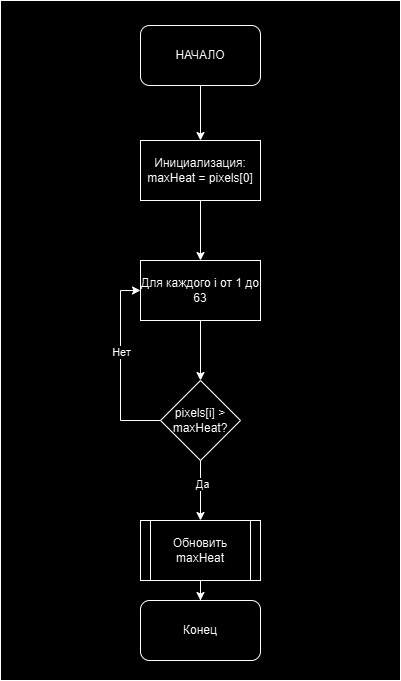 НАЧАЛО
Инициализация:
maxHeat = pixels[0]
Для каждого i от 1 до
63
Нет
pixels[i] >
maxHeat?
Да
Обновить
maxHeat
Конец